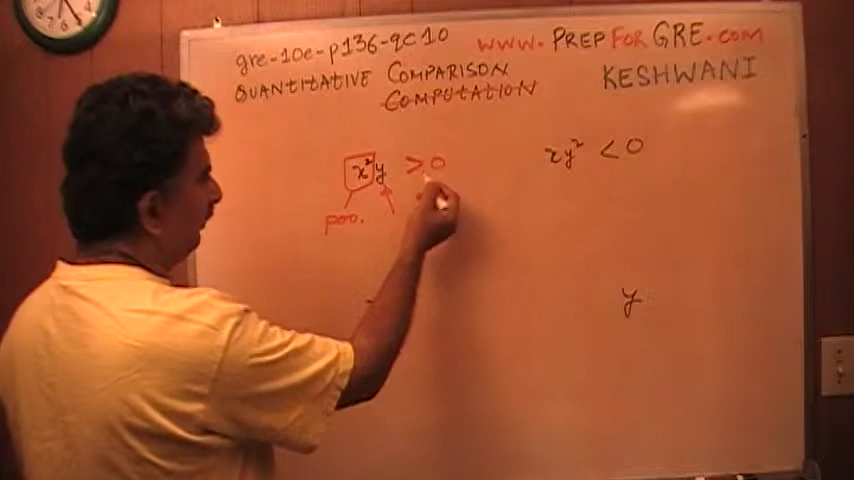 gre-10e-p136-qc10
www.PREPFORGRE.com
QUANTITATIVE COMPARISON
KESHWANI
COMPUTATION
x²y > 0
xy² < 0
pos.
y